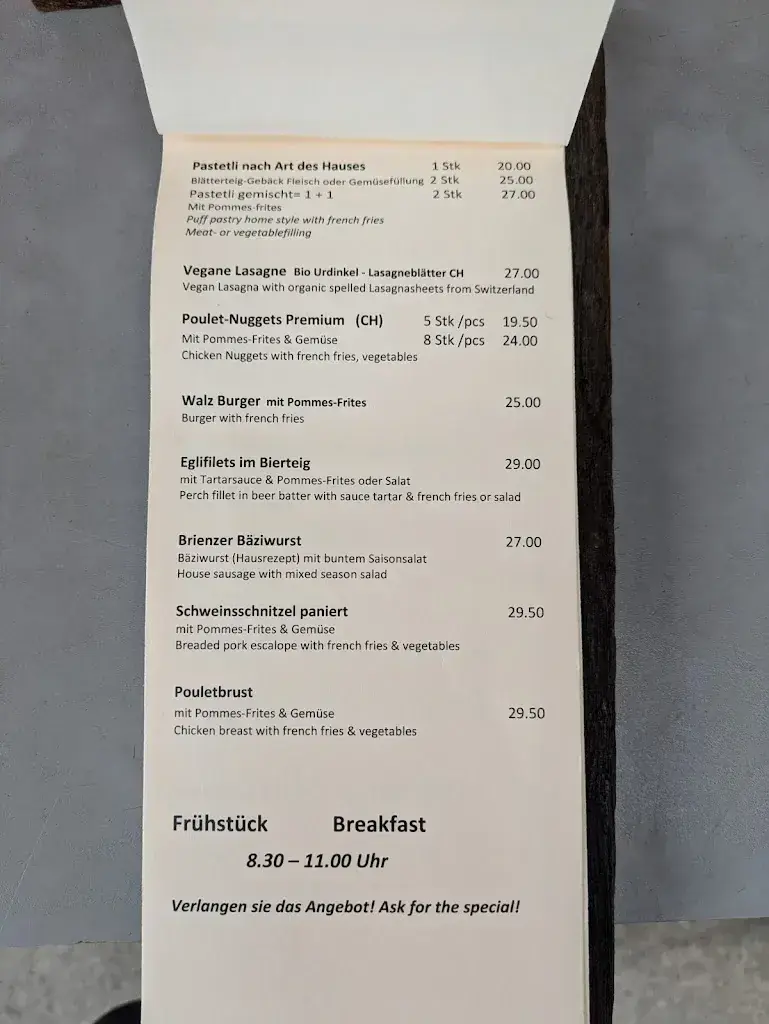 Pastetli nach Art des Hauses 1 Stk 20.00
Blätterteig-Gebäck Fleisch oder Gemüsefüllung 2 Stk 25.00
Pastetli gemischt= 1 + 1 2 Stk 27.00
Mit Pommes-frites
Puff pastry home style with french fries
Meat- or vegetablefilling
Vegane Lasagne Bio Urdinkel - Lasagneblätter CH 27.00
Vegan Lasagna with organic spelled Lasagnasheets from Switzerland
Poulet-Nuggets Premium (CH) 5 Stk /pcs 19.50
Mit Pommes-Frites & Gemüse 8 Stk /pcs 24.00
Chicken Nuggets with french fries, vegetables
Walz Burger mit Pommes-Frites 25.00
Burger with french fries
Eglifilets im Bierteig 29.00
mit Tartarsauce & Pommes-Frites oder Salat
Perch fillet in beer batter with sauce tartar & french fries or salad
Brienzer Bäziwurst 27.00
Bäziwurst (Hausrezept) mit buntem Saisonsalat
House sausage with mixed season salad
Schweinsschnitzel paniert 29.50
mit Pommes-Frites & Gemüse
Breaded pork escalope with french fries & vegetables
Pouletbrust
mit Pommes-Frites & Gemüse 29.50
Chicken breast with french fries & vegetables
Frühstück Breakfast
8.30 – 11.00 Uhr
Verlangen sie das Angebot! Ask for the special!